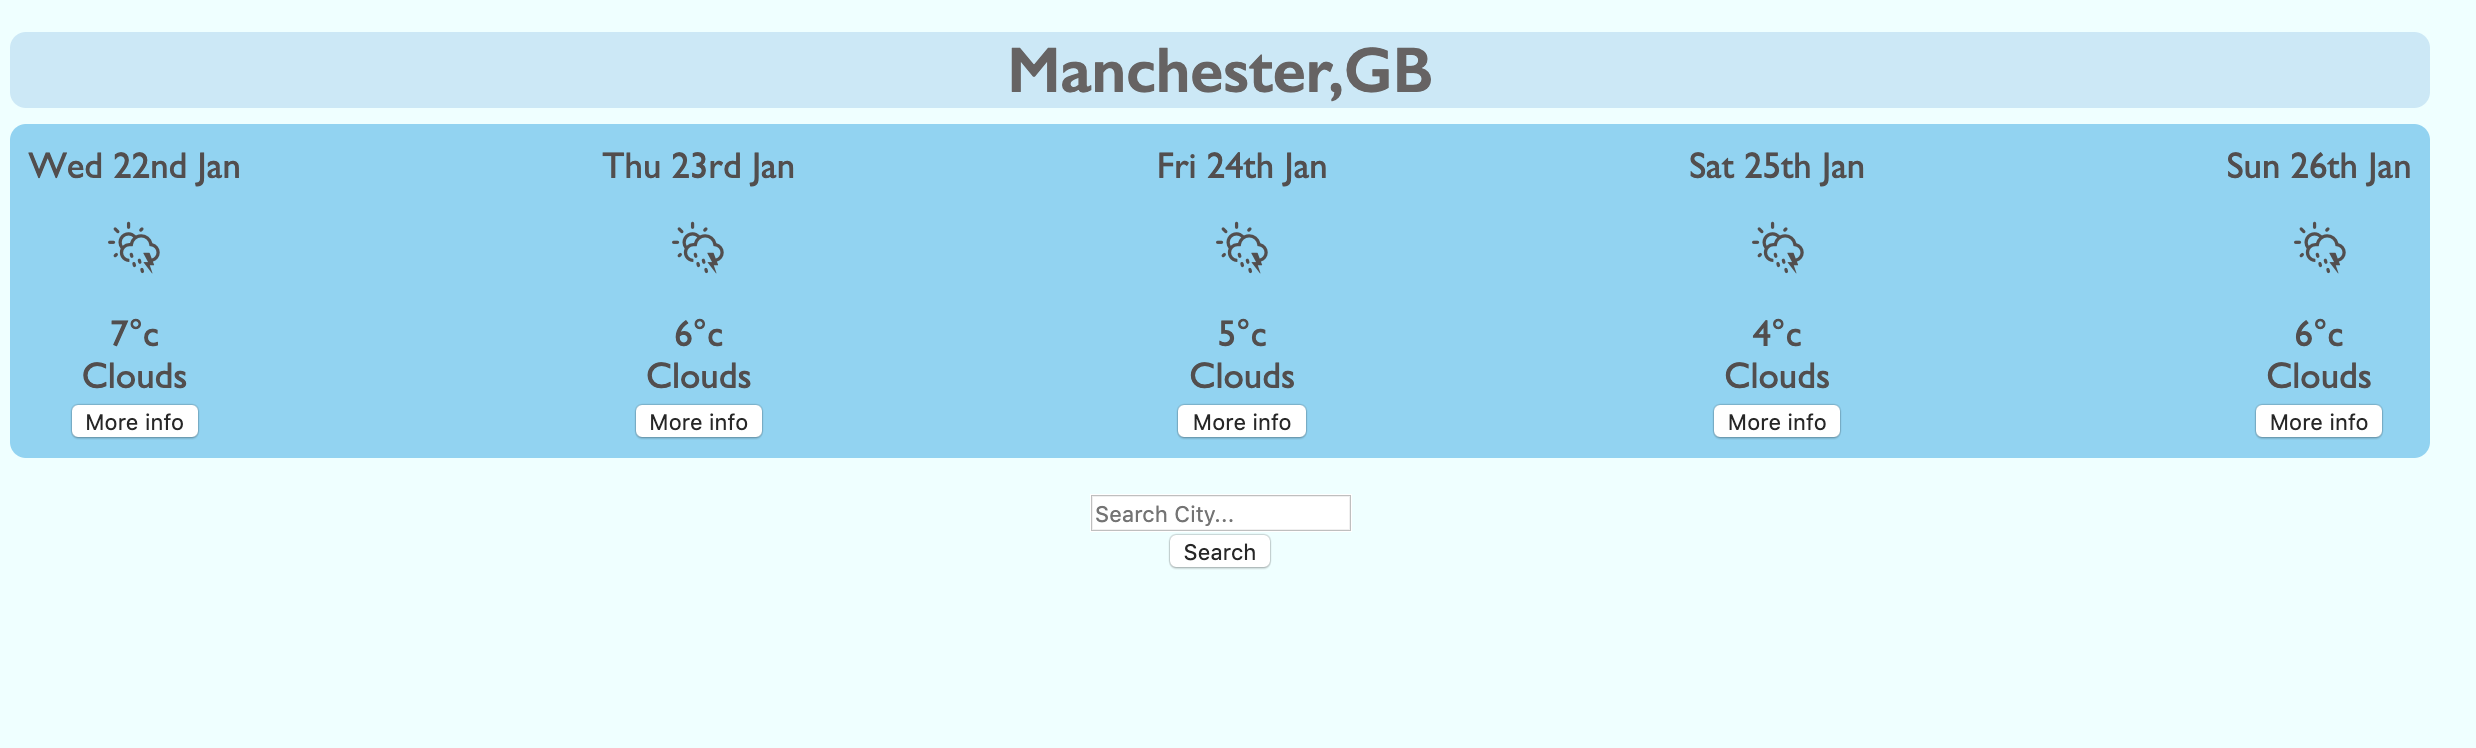 Manchester,GB
Wed 22nd Jan
Thu 23rd Jan
Fri 24th Jan
Sat 25th Jan
Sun 26th Jan
7°c
6°c
5°c
4°c
6°c
Clouds
Clouds
Clouds
Clouds
Clouds
More info
More info
More info
More info
More info
Search City...
Search